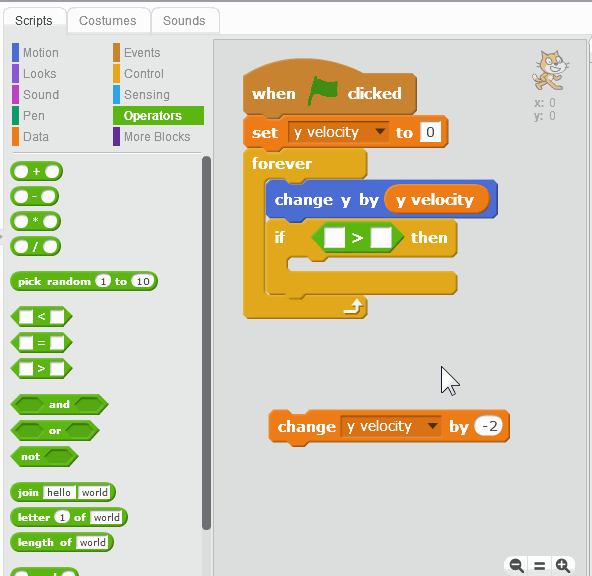 Scripts Costumes Sounds
Motion Events
Looks Control
Sound Sensing
Pen Operators
Data More Blocks
+
-
*
/
pick random 1 to 10
<
=
>
and
or
not
join hello world
letter 1 of world
length of world
when clicked
set y velocity to 0
forever
change y by y velocity
if > then
change y velocity by -2
x: 0
y: 0